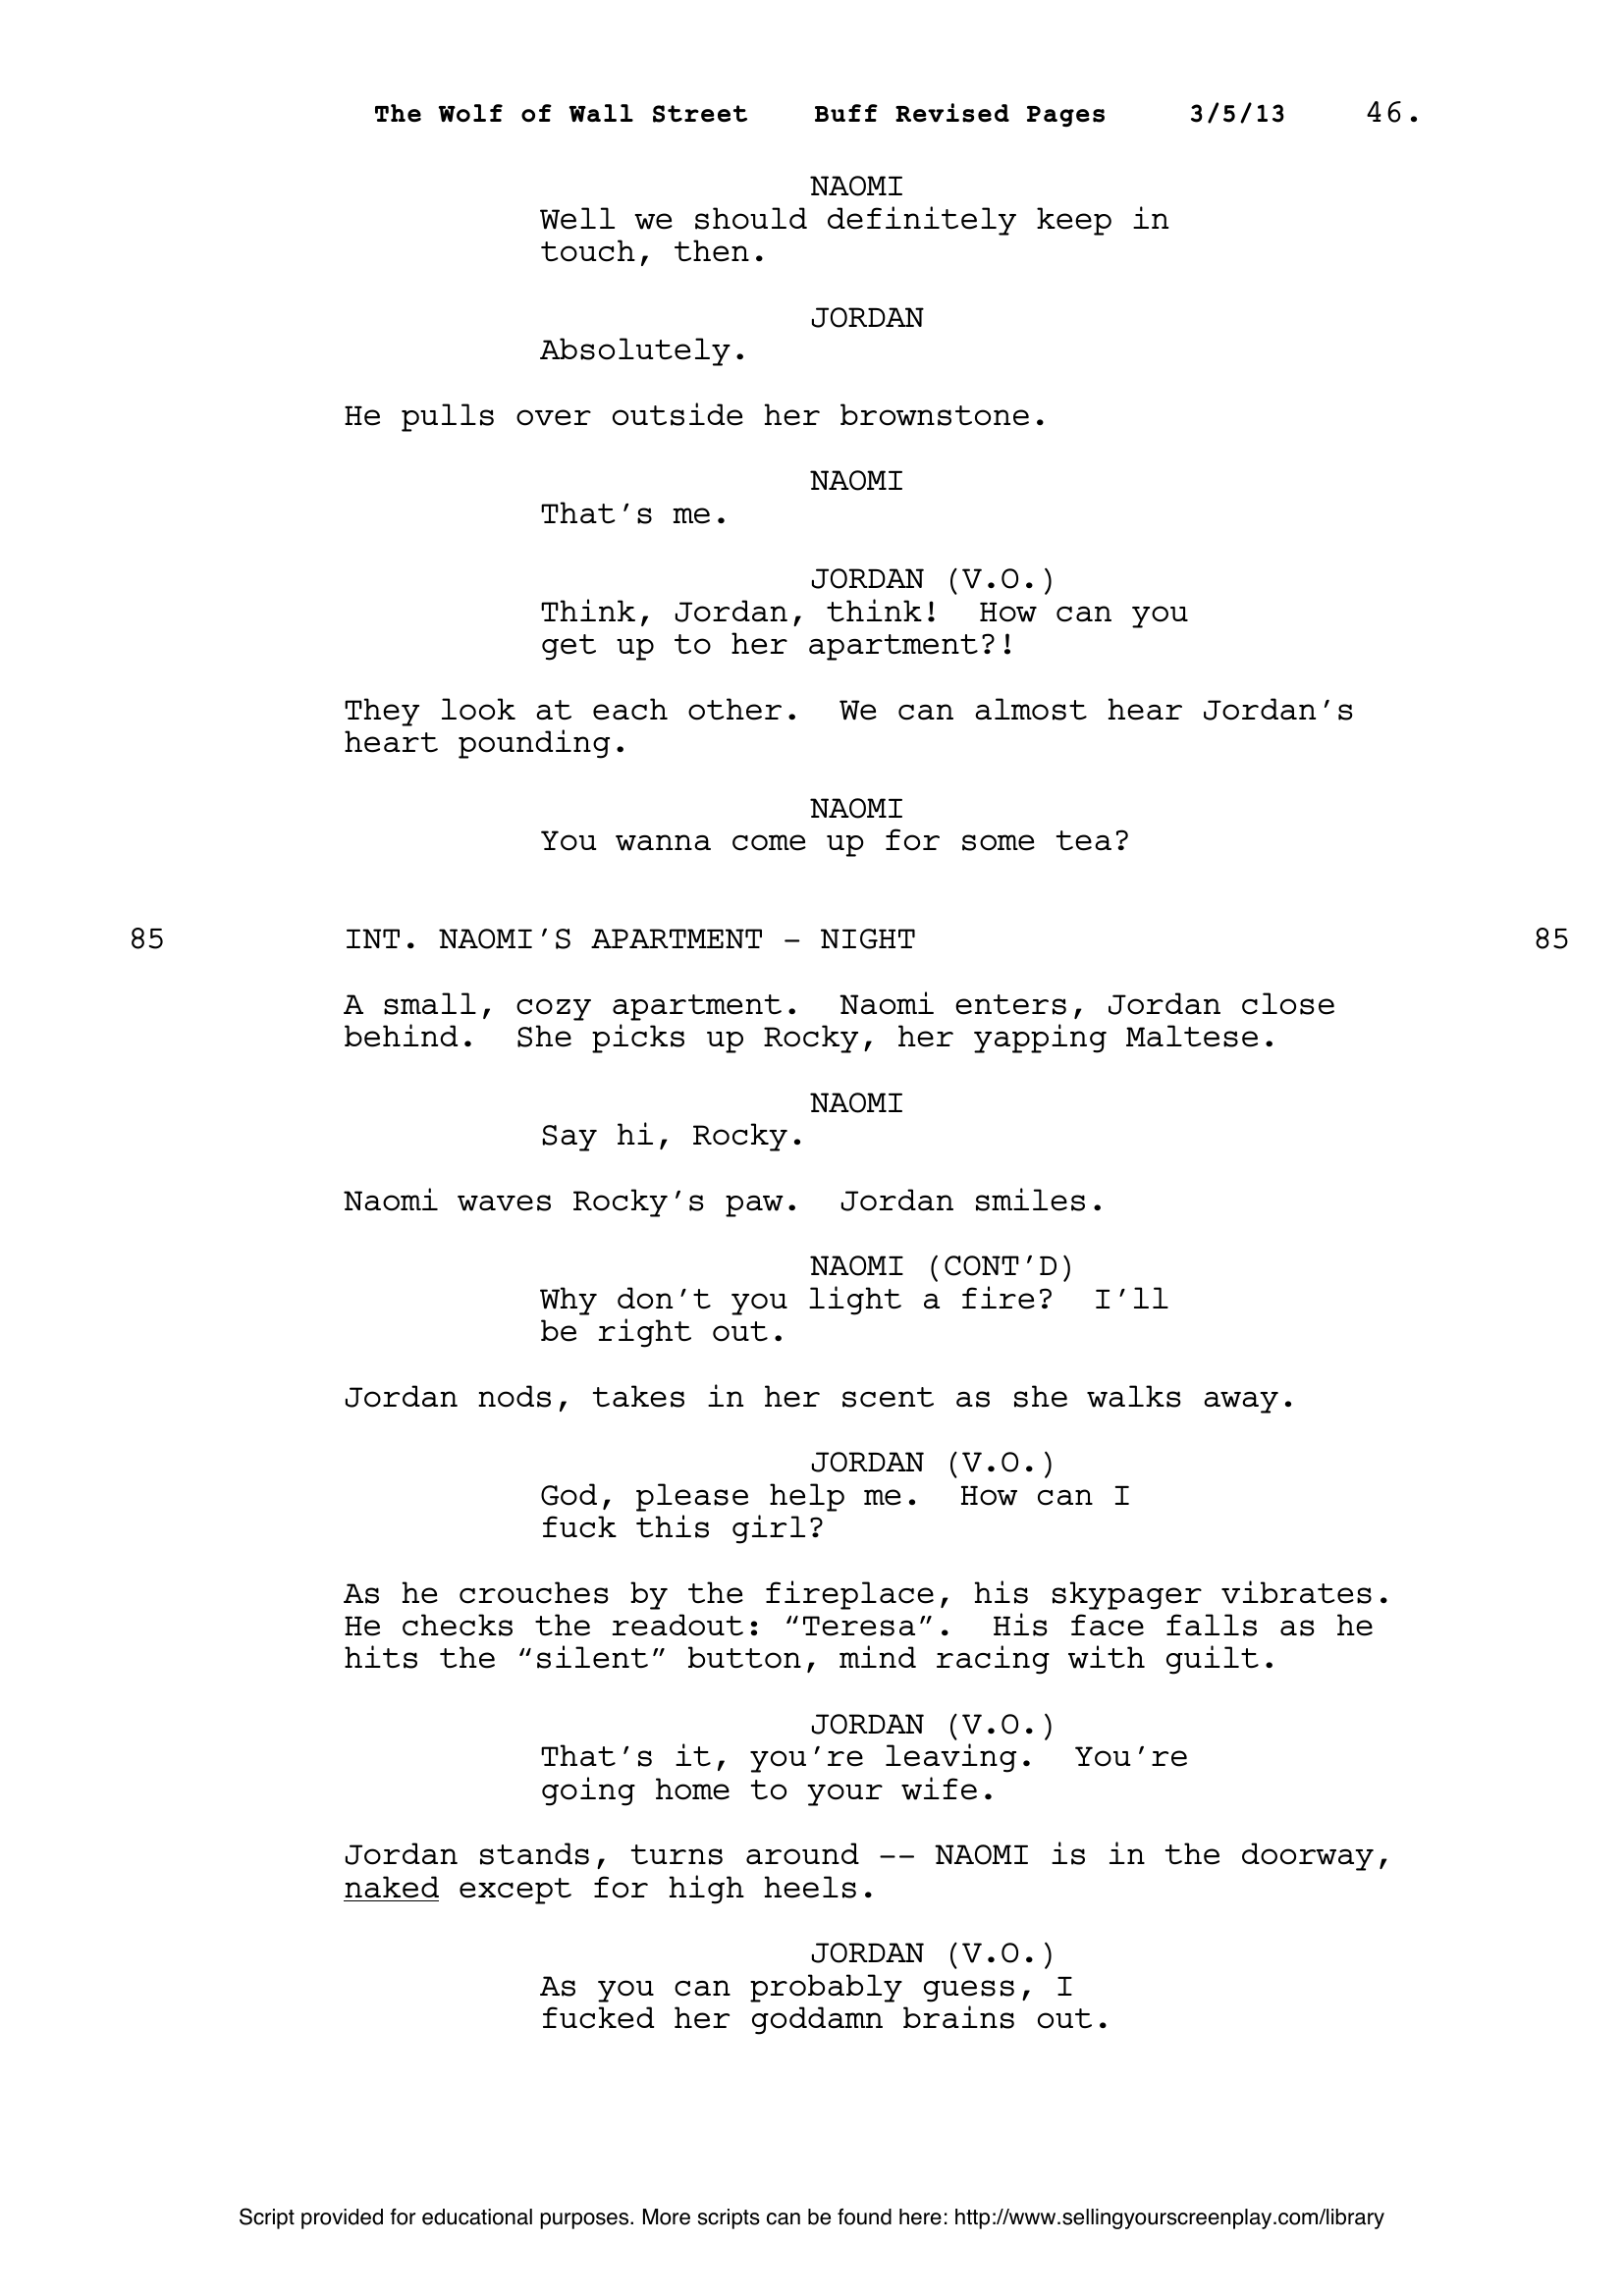 The Wolf of Wall Street Buff Revised Pages 3/5/13 46.
NAOMI
Well we should definitely keep in
touch, then.
JORDAN
Absolutely.
He pulls over outside her brownstone.
NAOMI
That’s me.
JORDAN (V.O.)
Think, Jordan, think!  How can you
get up to her apartment?!
They look at each other.  We can almost hear Jordan’s
heart pounding.
NAOMI
You wanna come up for some tea?
85 INT. NAOMI’S APARTMENT – NIGHT 85
A small, cozy apartment.  Naomi enters, Jordan close
behind.  She picks up Rocky, her yapping Maltese.
NAOMI
Say hi, Rocky.
Naomi waves Rocky’s paw.  Jordan smiles.
NAOMI (CONT’D)
Why don’t you light a fire?  I’ll
be right out.
Jordan nods, takes in her scent as she walks away.
JORDAN (V.O.)
God, please help me.  How can I
fuck this girl?
As he crouches by the fireplace, his skypager vibrates.
He checks the readout: “Teresa”.  His face falls as he
hits the “silent” button, mind racing with guilt.
JORDAN (V.O.)
That’s it, you’re leaving.  You’re
going home to your wife.
Jordan stands, turns around -- NAOMI is in the doorway,
naked except for high heels.
JORDAN (V.O.)
As you can probably guess, I
fucked her goddamn brains out.
Script provided for educational purposes. More scripts can be found here: http://www.sellingyourscreenplay.com/library